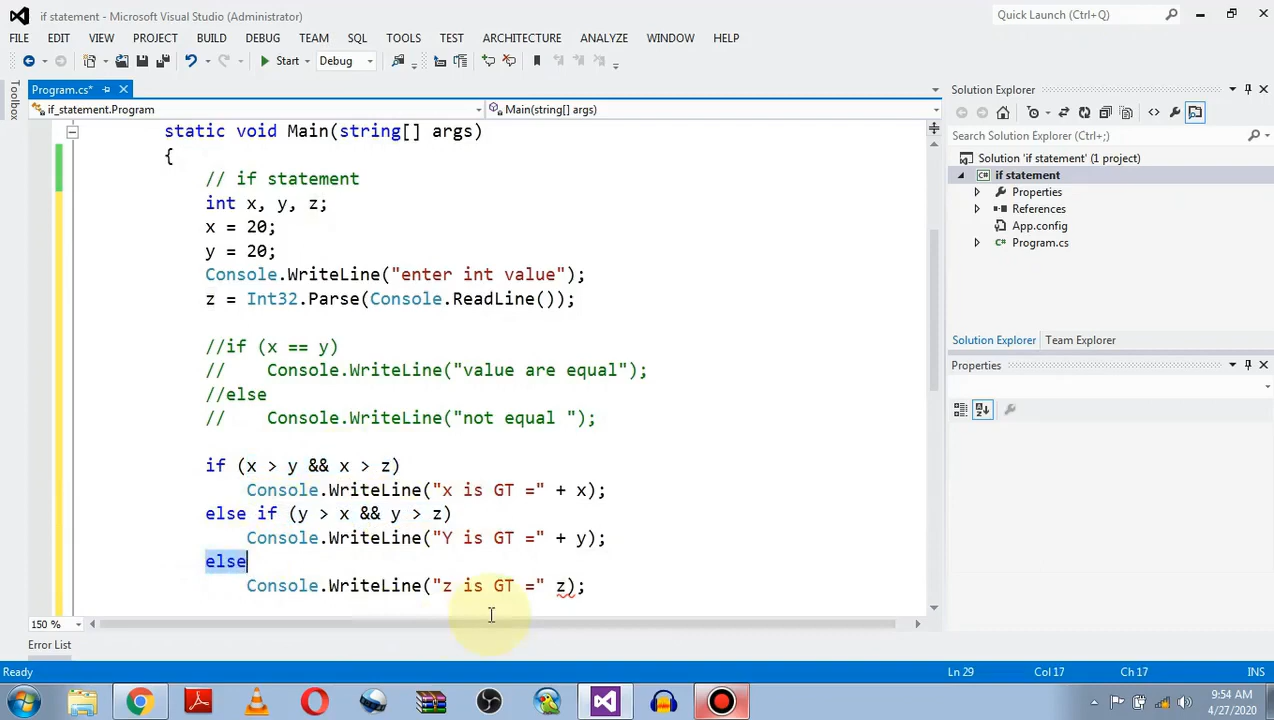 if statement - Microsoft Visual Studio (Administrator)
Quick Launch (Ctrl+Q)
FILE EDIT VIEW PROJECT BUILD DEBUG TEAM SQL TOOLS TEST ARCHITECTURE ANALYZE WINDOW HELP
Start Debug
Toolbox
Program.cs*
if_statement.Program
Main(string[] args)
static void Main(string[] args)
{
// if statement
int x, y, z;
x = 20;
y = 20;
Console.WriteLine("enter int value");
z = Int32.Parse(Console.ReadLine());
//if (x == y)
//    Console.WriteLine("value are equal");
//else
//    Console.WriteLine("not equal ");
if (x > y && x > z)
Console.WriteLine("x is GT =" + x);
else if (y > x && y > z)
Console.WriteLine("Y is GT =" + y);
else
Console.WriteLine("z is GT =" z);
150 %
Error List
Solution Explorer
Search Solution Explorer (Ctrl+;)
Solution 'if statement' (1 project)
C# if statement
Properties
References
App.config
C# Program.cs
Solution Explorer Team Explorer
Properties
Ready Ln 29 Col 17 Ch 17 INS
9:54 AM
4/27/2020